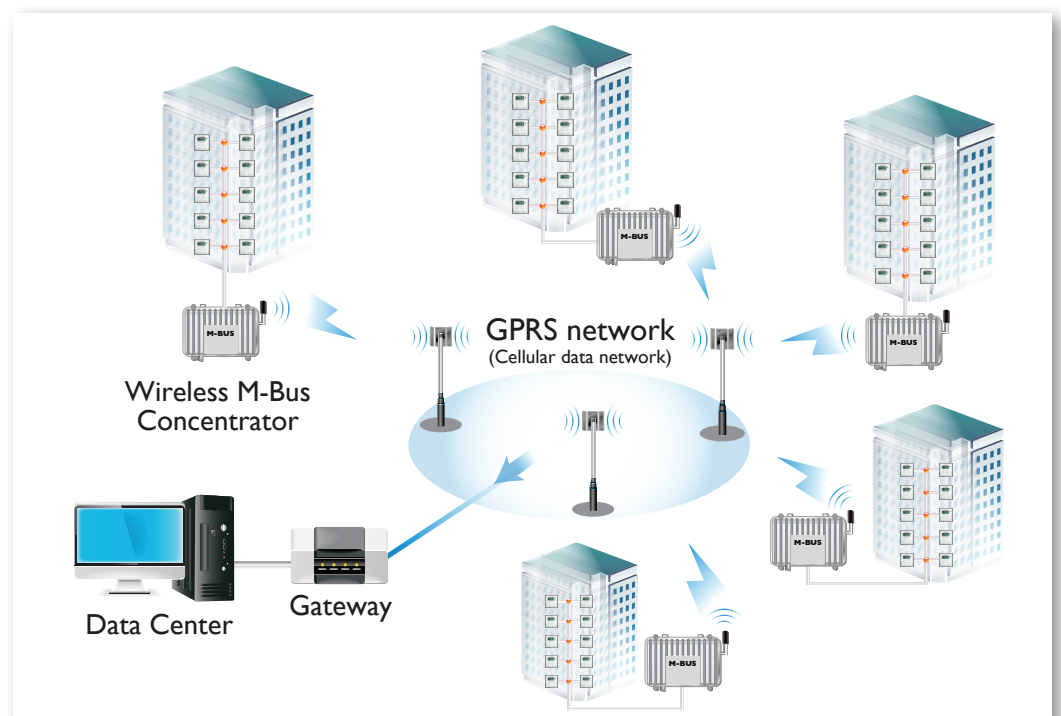 M-BUS
M-BUS
M-BUS
GPRS network
(Cellular data network)
Wireless M-Bus
Concentrator
M-BUS
Data Center
Gateway
M-BUS